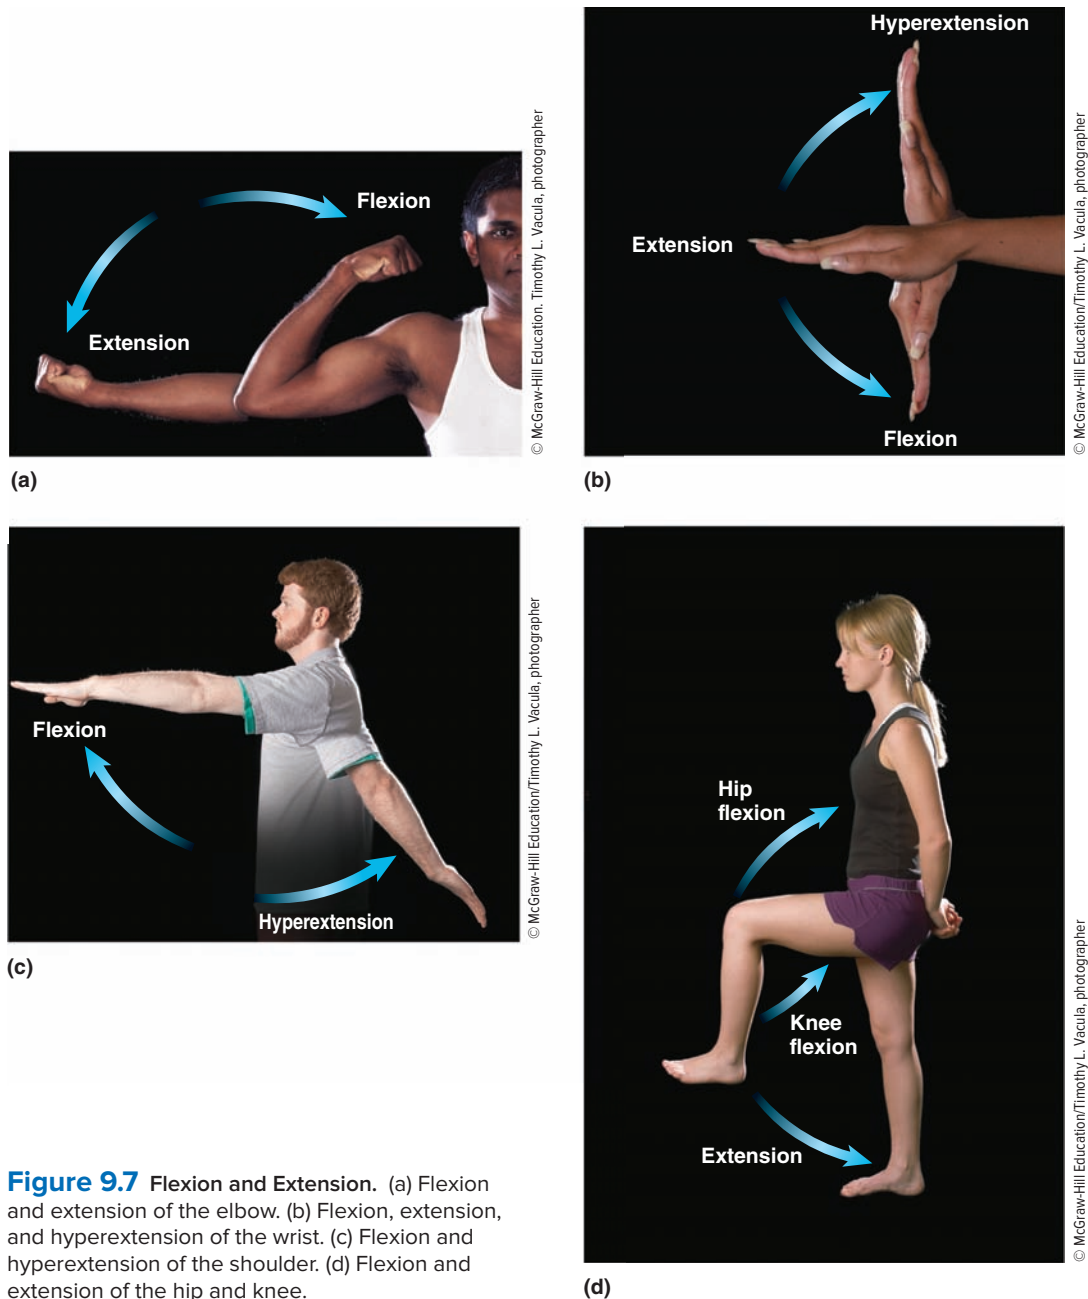 Hyperextension
Flexion
Extension
Extension
Flexion
© McGraw-Hill Education. Timothy L. Vacula, photographer
© McGraw-Hill Education/Timothy L. Vacula, photographer
(a)
(b)
Flexion
Hyperextension
© McGraw-Hill Education/Timothy L. Vacula, photographer
(c)
Hip
flexion
Knee
flexion
Extension
© McGraw-Hill Education/Timothy L. Vacula, photographer
(d)
Figure 9.7 Flexion and Extension. (a) Flexion
and extension of the elbow. (b) Flexion, extension,
and hyperextension of the wrist. (c) Flexion and
hyperextension of the shoulder. (d) Flexion and
extension of the hip and knee.